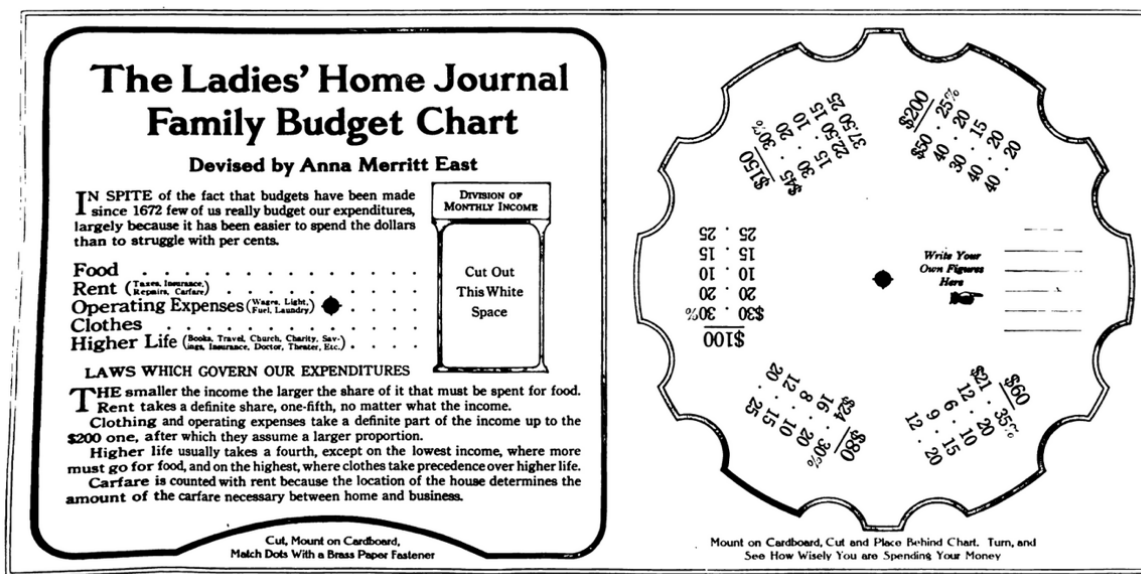 The Ladies' Home Journal
Family Budget Chart
Devised by Anna Merritt East
IN SPITE of the fact that budgets have been made
since 1672 few of us really budget our expenditures,
largely because it has been easier to spend the dollars
than to struggle with per cents.
DIVISION OF
MONTHLY INCOME
Cut Out
This White
Space
Food . . . . . . . . . . . . . .
Rent (Taxes, Insurance, Repairs, Carfare) . . . . . . . . .
Operating Expenses (Wages, Light, Fuel, Laundry) . . . .
Clothes . . . . . . . . . . . . .
Higher Life (Books, Travel, Church, Charity, Sav-
ings, Insurance, Doctor, Theater, Etc.) . . . .
LAWS WHICH GOVERN OUR EXPENDITURES
THE smaller the income the larger the share of it that must be spent for food.
Rent takes a definite share, one-fifth, no matter what the income.
Clothing and operating expenses take a definite part of the income up to the
$200 one, after which they assume a larger proportion.
Higher life usually takes a fourth, except on the lowest income, where more
must go for food, and on the highest, where clothes take precedence over higher life.
Carfare is counted with rent because the location of the house determines the
amount of the carfare necessary between home and business.
Cut, Mount on Cardboard,
Match Dots With a Brass Paper Fastener
$200
$50 . 25%
40 . 20
30 . 15
40 . 20
40 . 20
$150
$45 . 30%
30 . 20
15 . 10
22.50 15
37.50 25
$100
$30 . 30%
20 . 20
10 . 10
15 . 15
25 . 25
$80
$24 . 30%
16 . 20
8 . 10
12 . 15
20 . 25
$60
$21 . 35%
12 . 20
6 . 10
9 . 15
12 . 20
Write Your
Own Figures
Here
Mount on Cardboard, Cut and Place Behind Chart. Turn, and
See How Wisely You are Spending Your Money